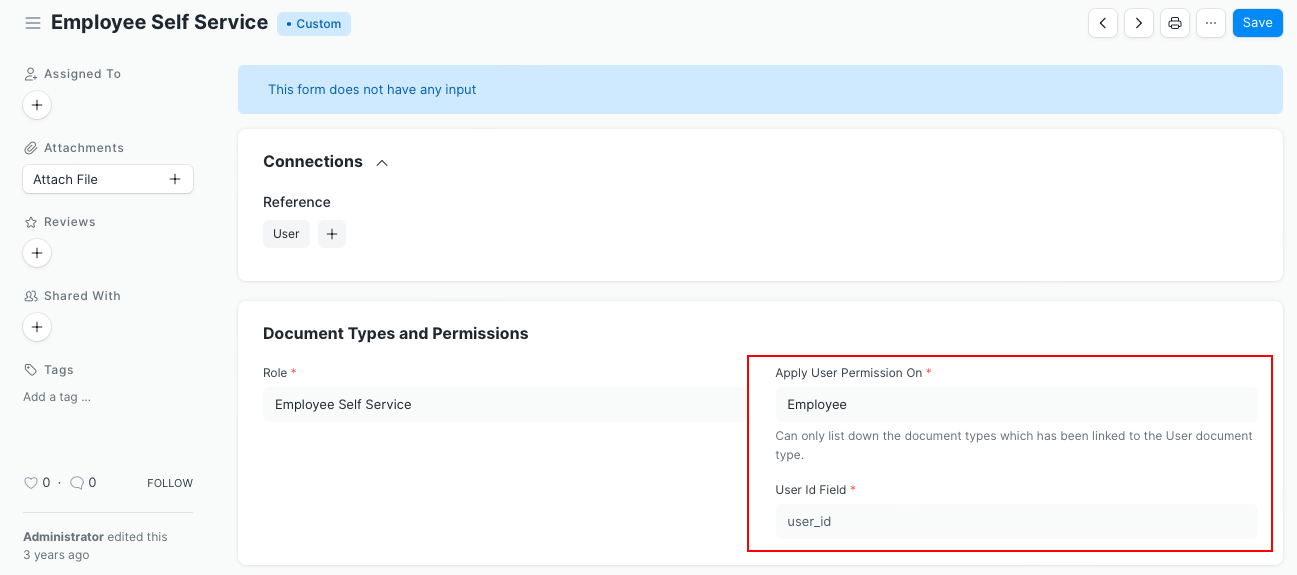 Employee Self Service
• Custom
...
Save
Assigned To
Attachments
Attach File
Reviews
Shared With
Tags
Add a tag ...
0 · 0 FOLLOW
Administrator edited this
3 years ago
This form does not have any input
Connections
Reference
User
Document Types and Permissions
Role *
Employee Self Service
Apply User Permission On *
Employee
Can only list down the document types which has been linked to the User document
type.
User Id Field *
user_id